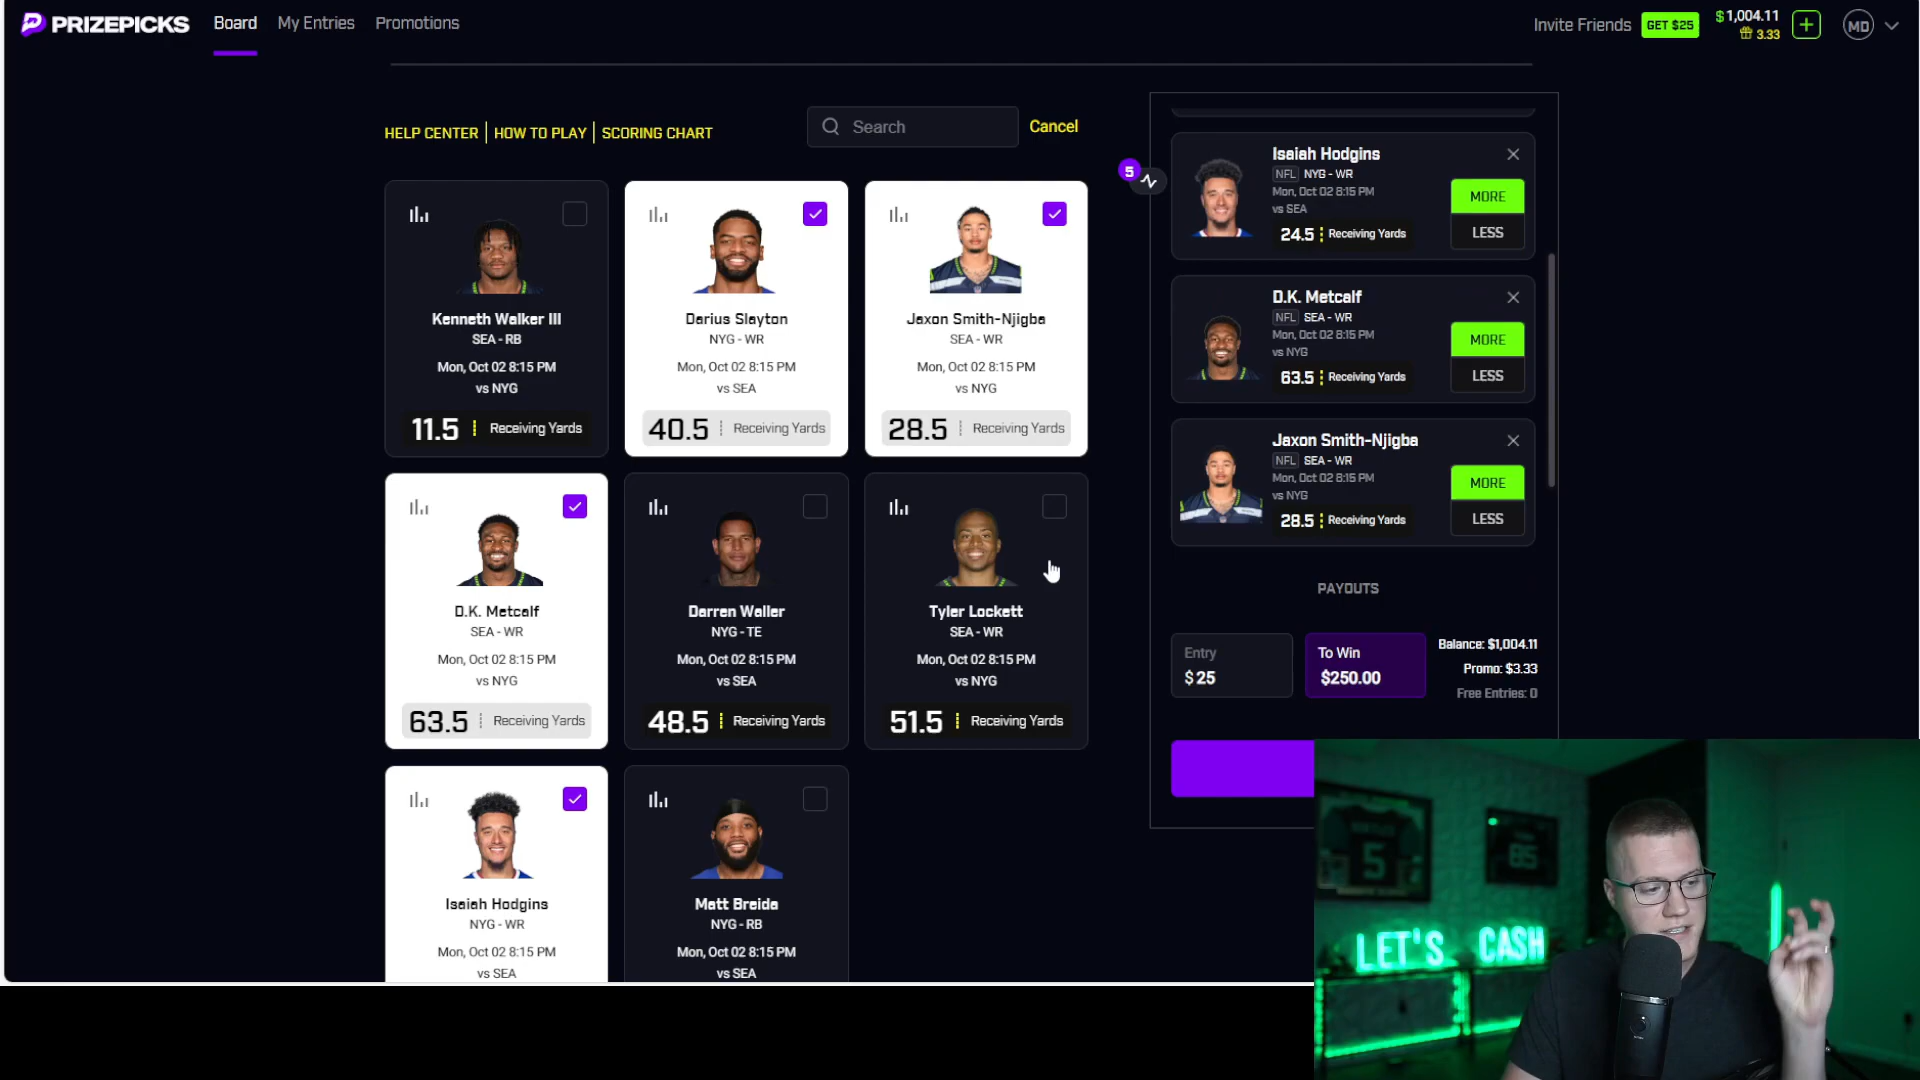 PRIZEPICKS
Board
My Entries
Promotions
Invite Friends
GET $25
$1,004.11
3.33
MD
HELP CENTER
HOW TO PLAY
SCORING CHART
Search
Cancel
Kenneth Walker III
SEA - RB
Mon, Oct 02 8:15 PM
vs NYG
11.5 Receiving Yards
Darius Slayton
NYG - WR
Mon, Oct 02 8:15 PM
vs SEA
40.5 Receiving Yards
Jaxon Smith-Njigba
SEA - WR
Mon, Oct 02 8:15 PM
vs NYG
28.5 Receiving Yards
D.K. Metcalf
SEA - WR
Mon, Oct 02 8:15 PM
vs NYG
63.5 Receiving Yards
Darren Waller
NYG - TE
Mon, Oct 02 8:15 PM
vs SEA
48.5 Receiving Yards
Tyler Lockett
SEA - WR
Mon, Oct 02 8:15 PM
vs NYG
51.5 Receiving Yards
Isaiah Hodgins
NYG - WR
Mon, Oct 02 8:15 PM
vs SEA
Matt Breida
NYG - RB
Mon, Oct 02 8:15 PM
vs SEA
5
Isaiah Hodgins
NFL NYG - WR
Mon, Oct 02 8:15 PM
vs SEA
24.5 Receiving Yards
MORE
LESS
D.K. Metcalf
NFL SEA - WR
Mon, Oct 02 8:15 PM
vs NYG
63.5 Receiving Yards
MORE
LESS
Jaxon Smith-Njigba
NFL SEA - WR
Mon, Oct 02 8:15 PM
vs NYG
28.5 Receiving Yards
MORE
LESS
PAYOUTS
Entry
$ 25
To Win
$250.00
Balance: $1,004.11
Promo: $3.33
Free Entries: 0
5
85
LET'S CASH